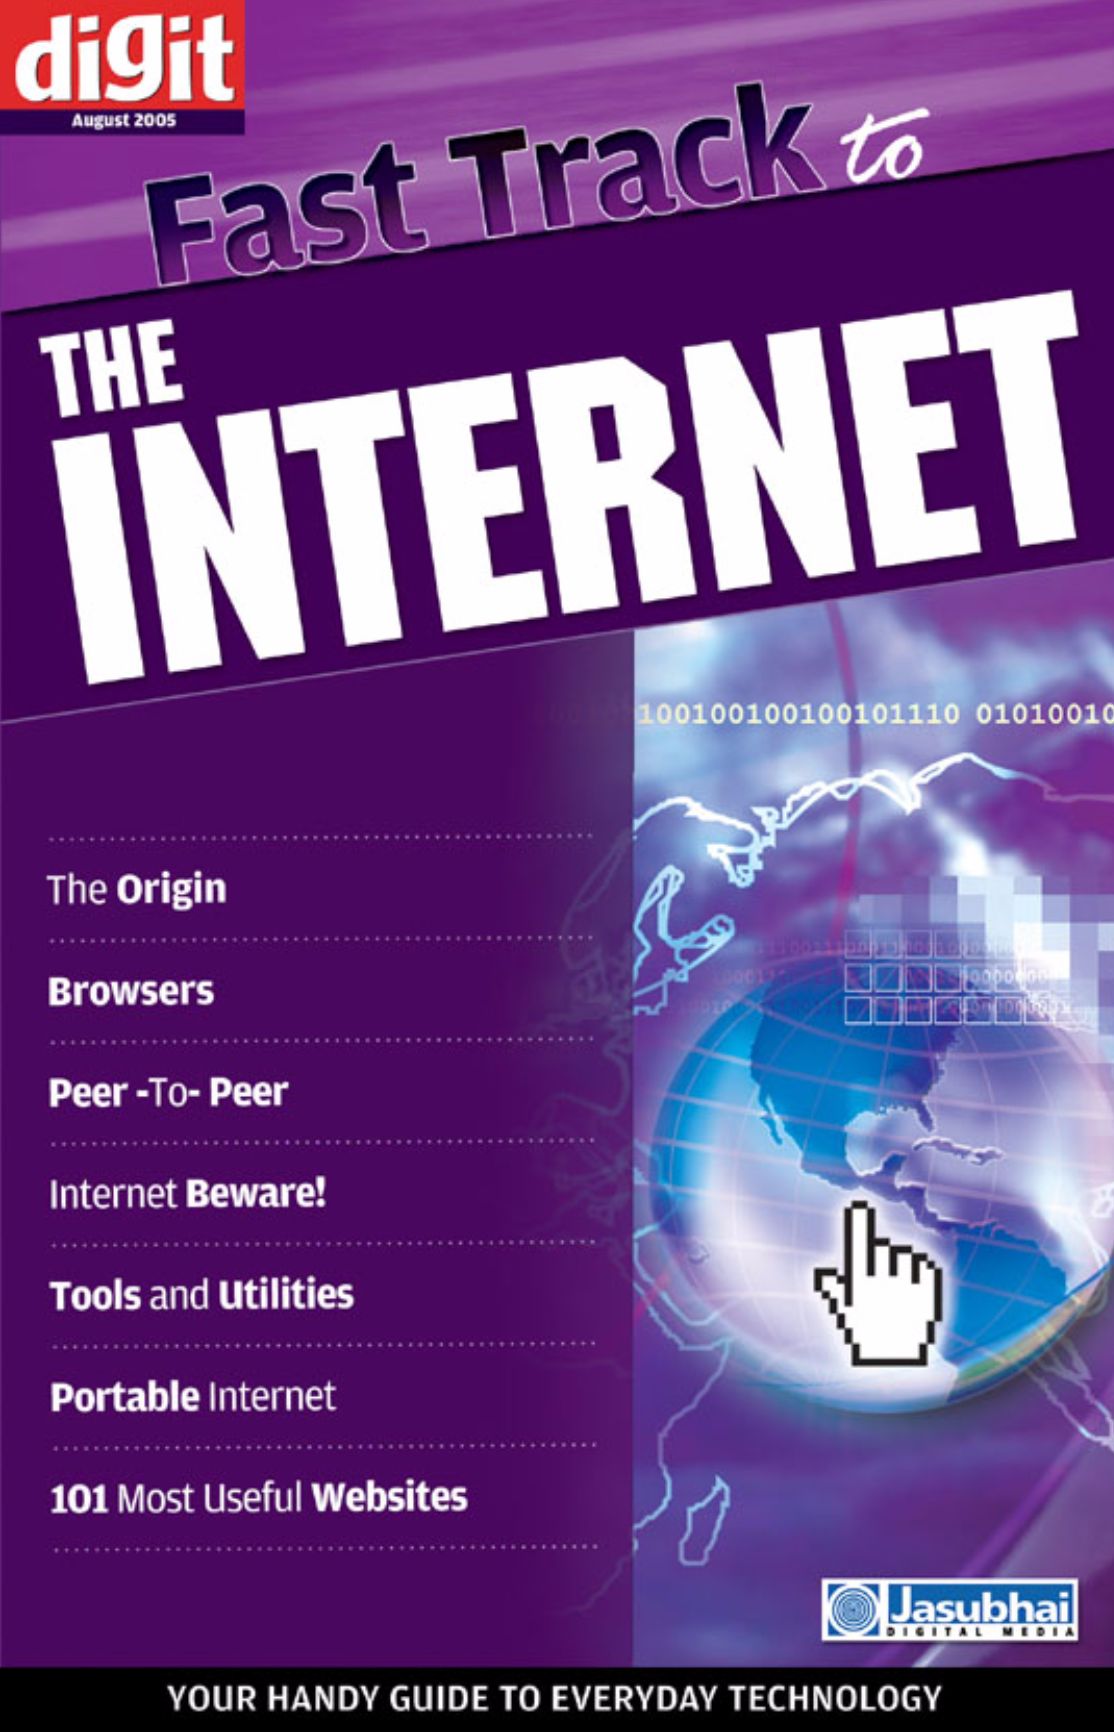 digit
August 2005
Fast Track to
THE
INTERNET
100100100100101110 01010010
The Origin
Browsers
Peer -To- Peer
Internet Beware!
Tools and Utilities
Portable Internet
101 Most Useful Websites
Jasubhai
DIGITAL MEDIA
YOUR HANDY GUIDE TO EVERYDAY TECHNOLOGY